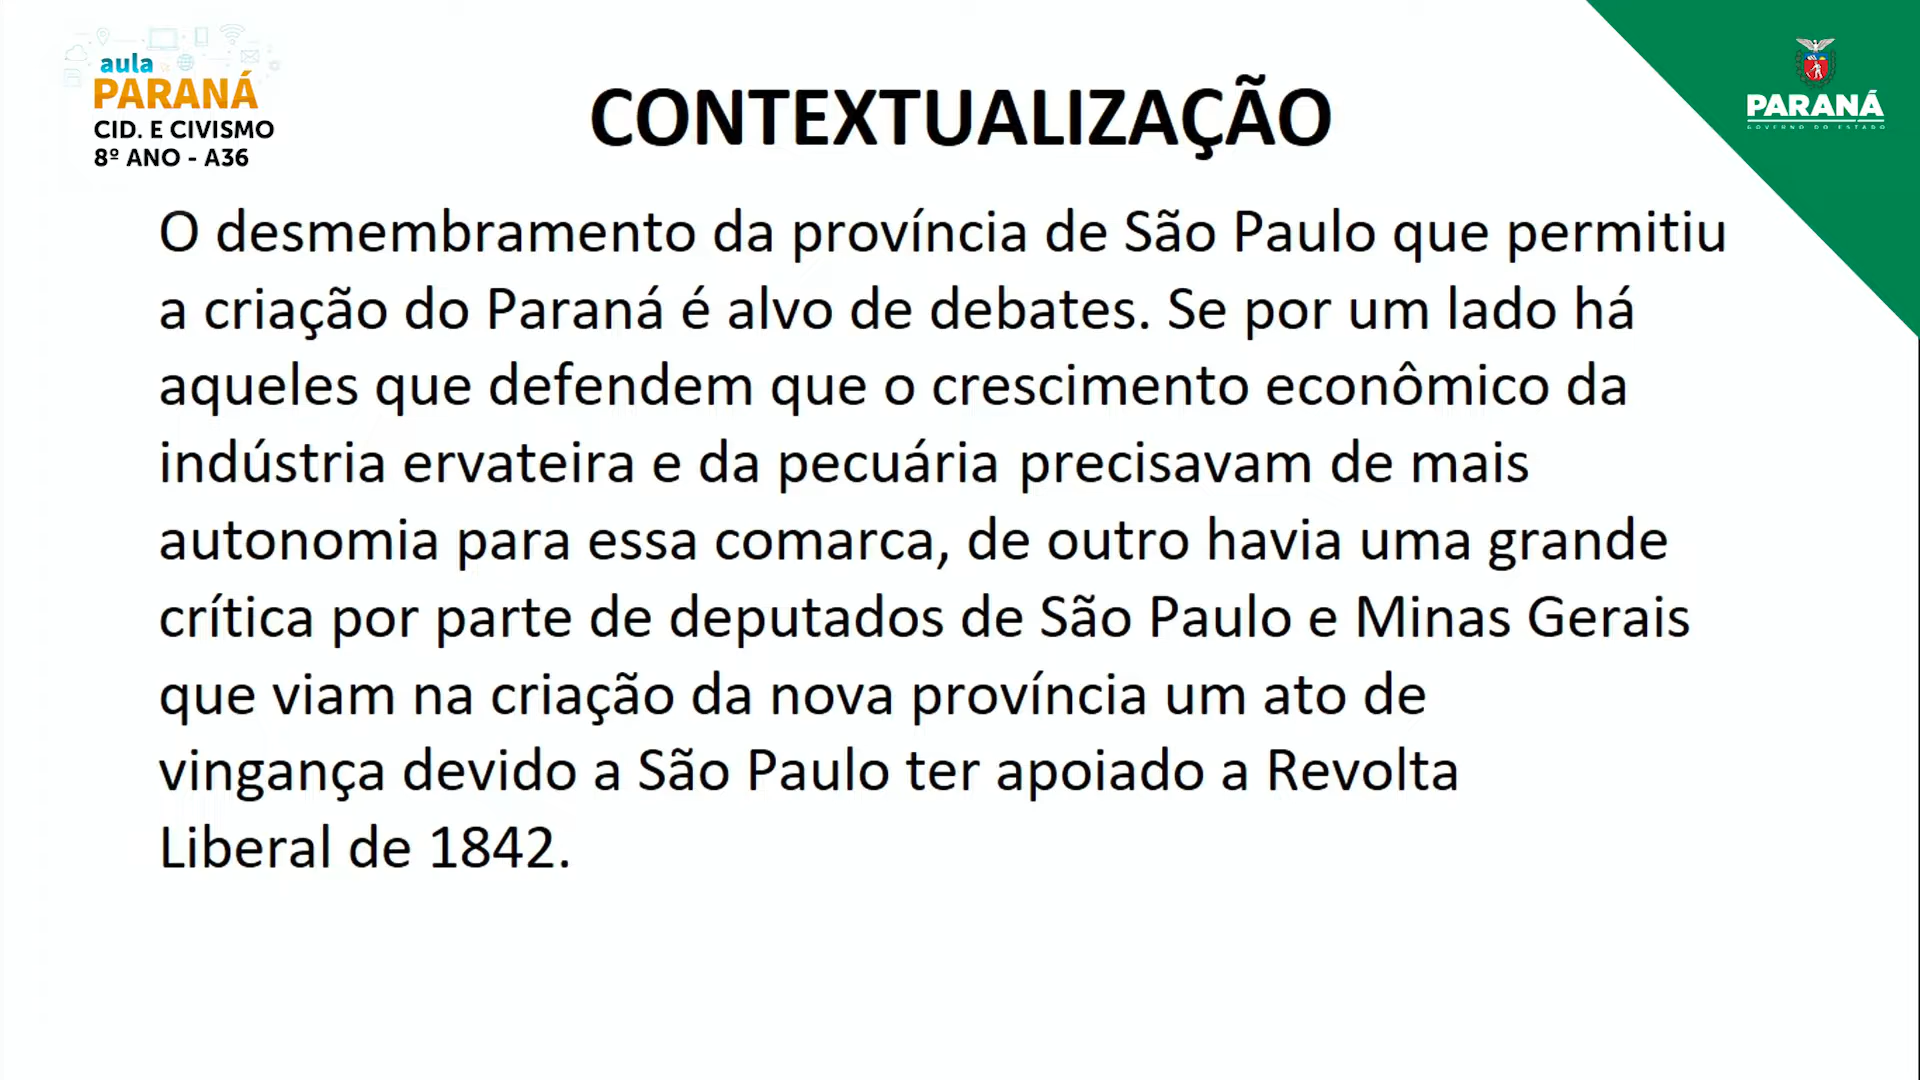 aula
PARANÁ
CID. E CIVISMO
8º ANO - A36
CONTEXTUALIZAÇÃO
PARANÁ
GOVERNO DO ESTADO
O desmembramento da província de São Paulo que permitiu
a criação do Paraná é alvo de debates. Se por um lado há
aqueles que defendem que o crescimento econômico da
indústria ervateira e da pecuária precisavam de mais
autonomia para essa comarca, de outro havia uma grande
crítica por parte de deputados de São Paulo e Minas Gerais
que viam na criação da nova província um ato de
vingança devido a São Paulo ter apoiado a Revolta
Liberal de 1842.